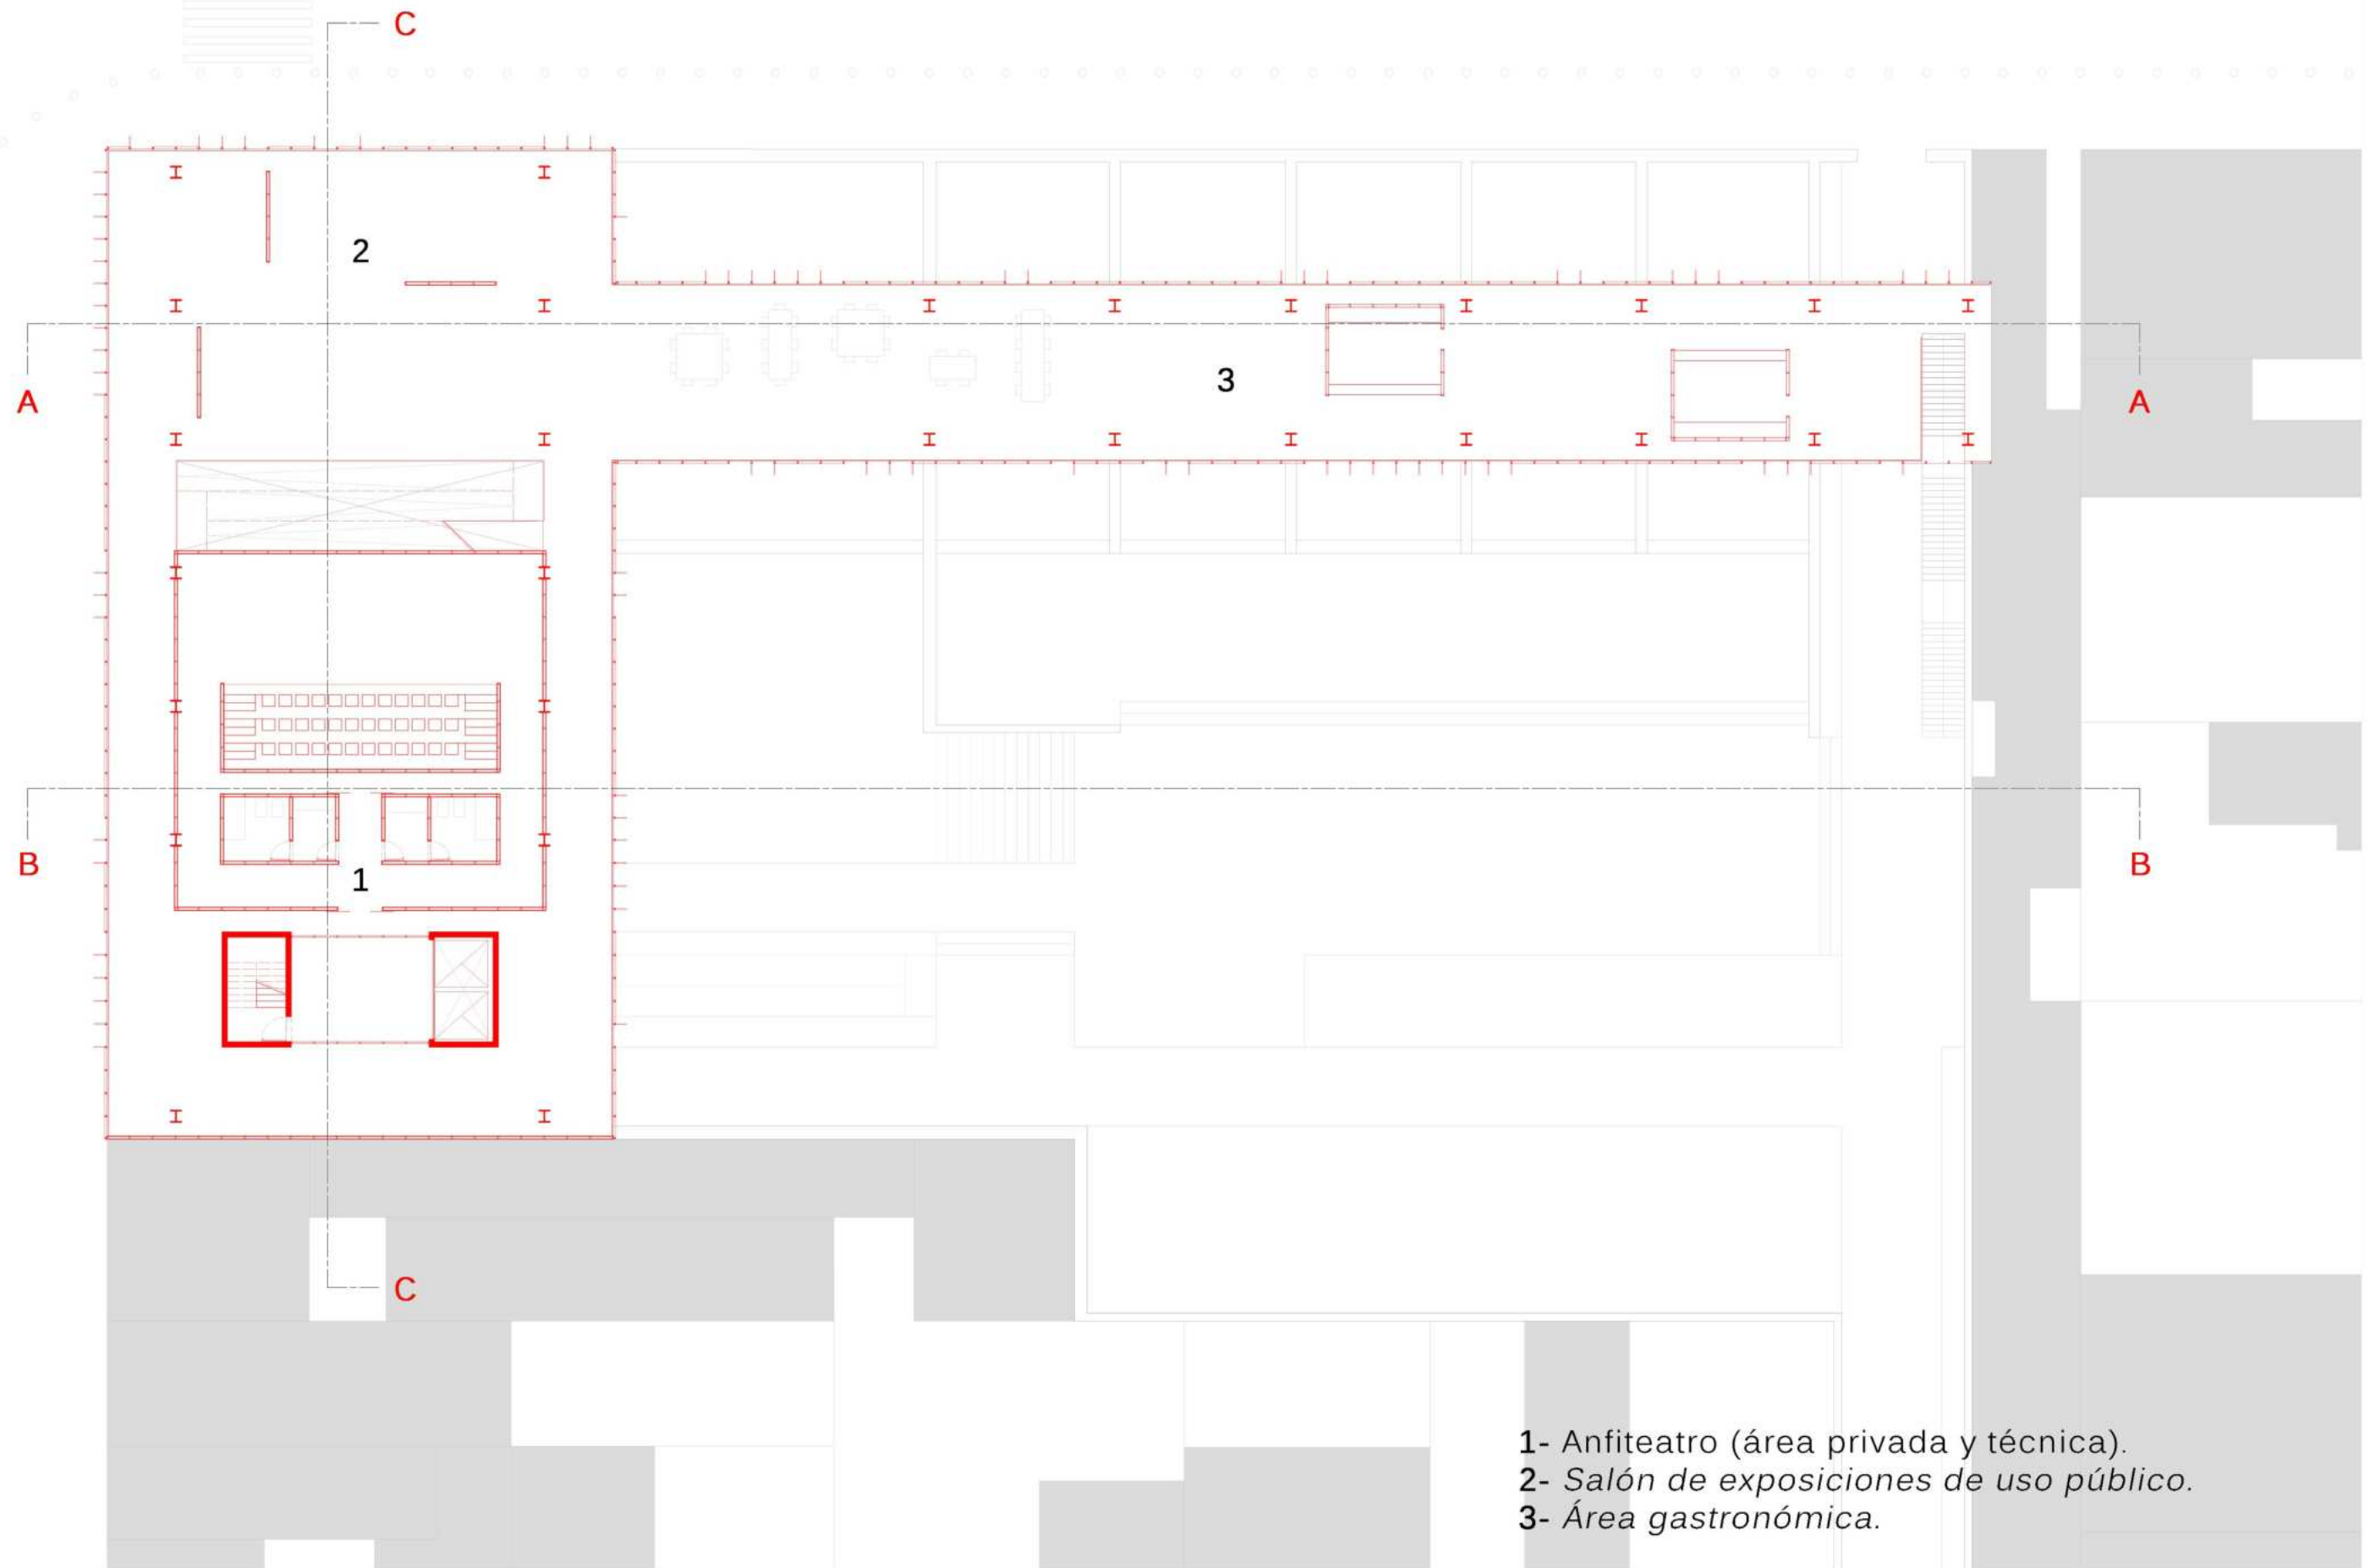 C
2
A
3
A
B
1
B
C
1- Anfiteatro (área privada y técnica).
2- Salón de exposiciones de uso público.
3- Área gastronómica.